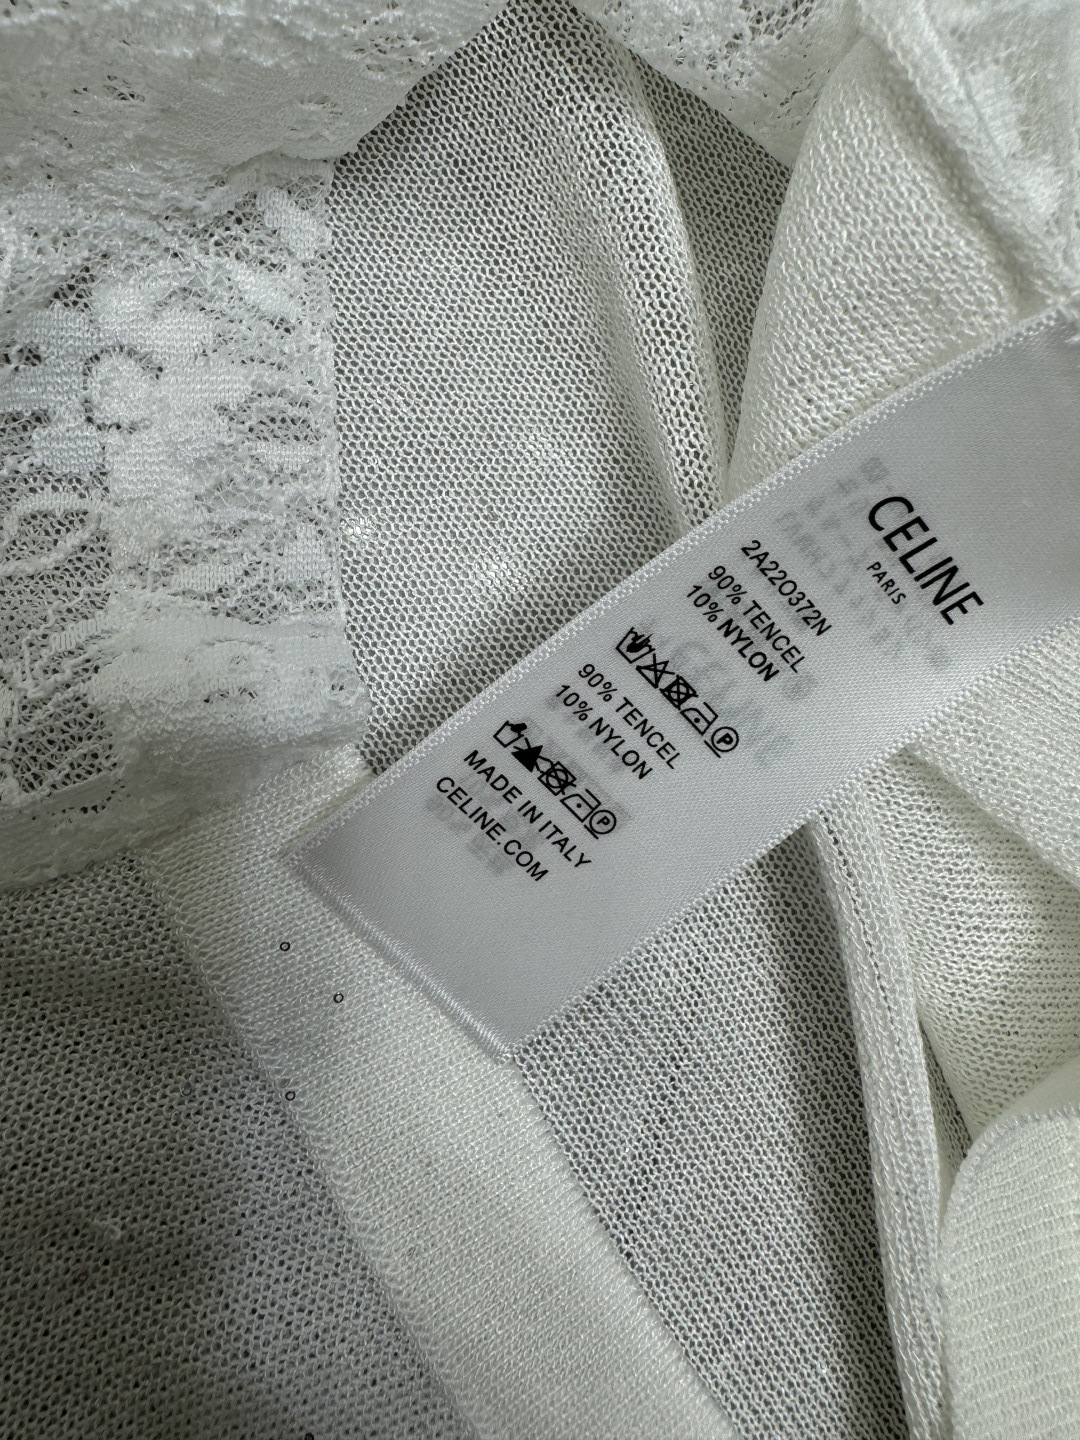 CELINE
PARIS
2A22O372N
90% TENCEL
10% NYLON
P
90% TENCEL
10% NYLON
P
MADE IN ITALY
CELINE.COM